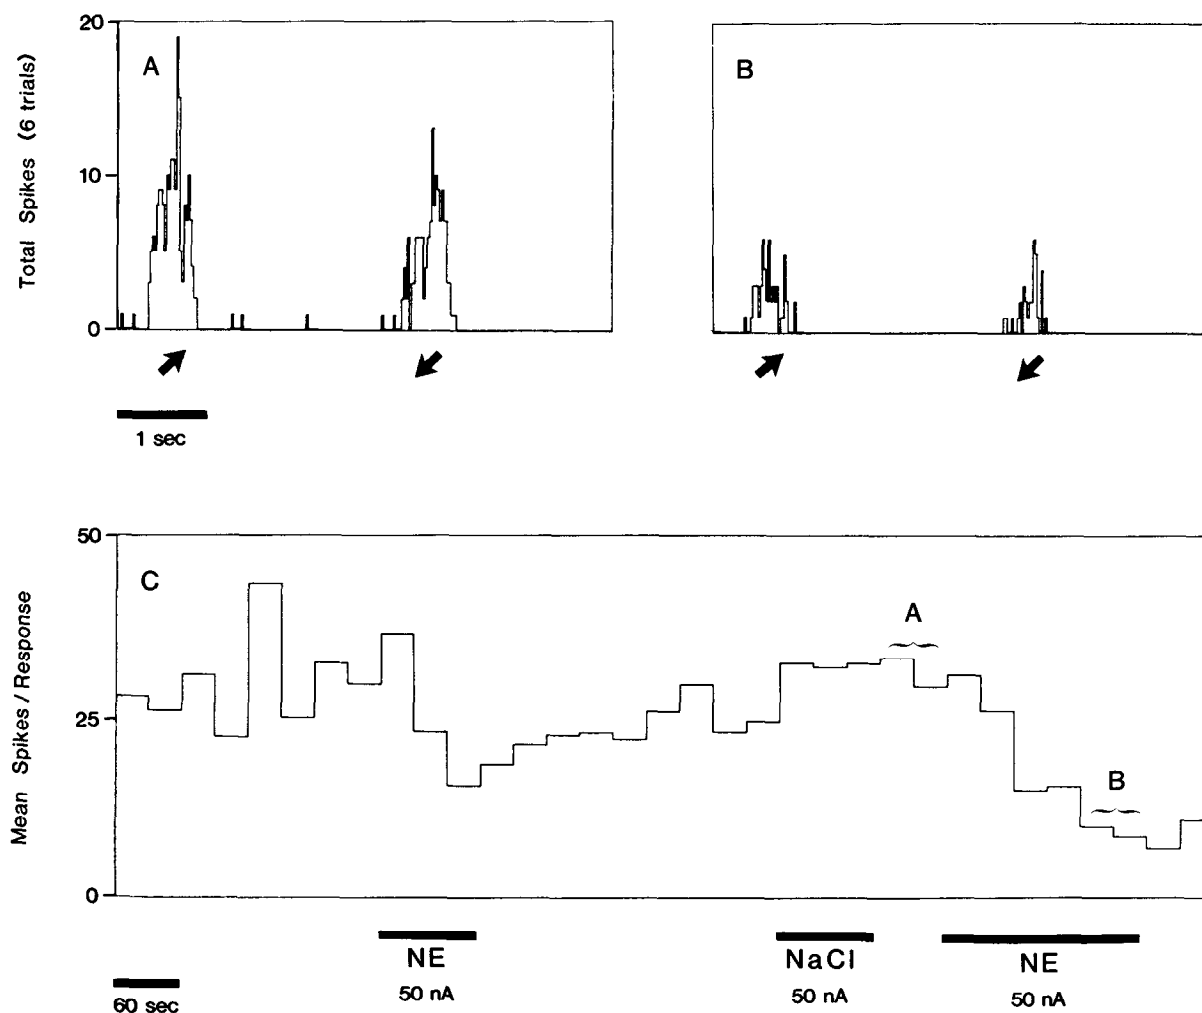 Total Spikes (6 trials)
20
10
0
A
B
1 sec
Mean Spikes / Response
50
25
0
C
A
B
NE
50 nA
NaCl
50 nA
NE
50 nA
60 sec